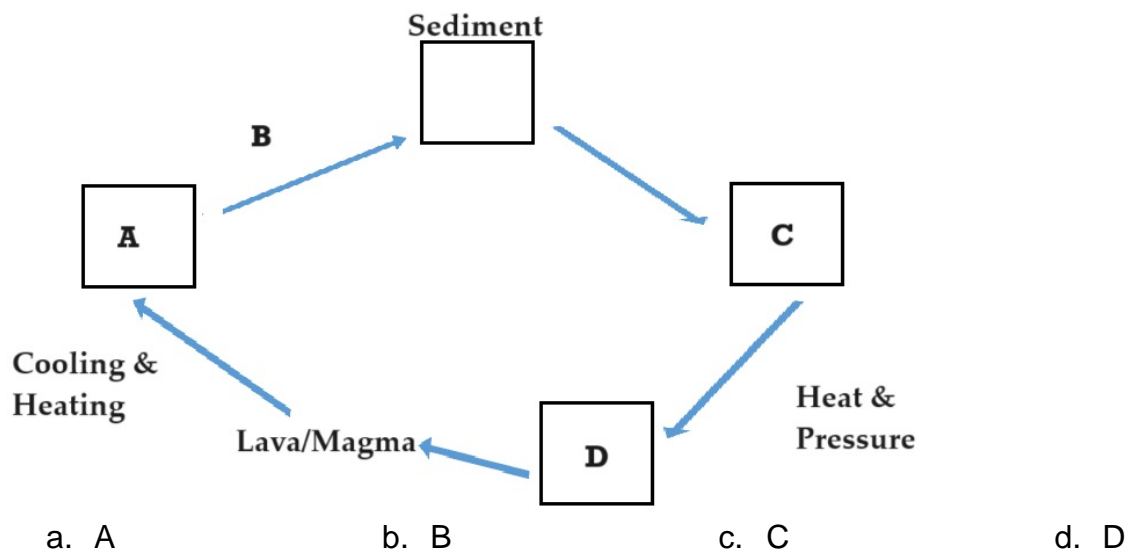 Sediment
B
A
C
Cooling &
Heating
Heat &
Pressure
Lava/Magma
D
a. A b. B c. C d. D